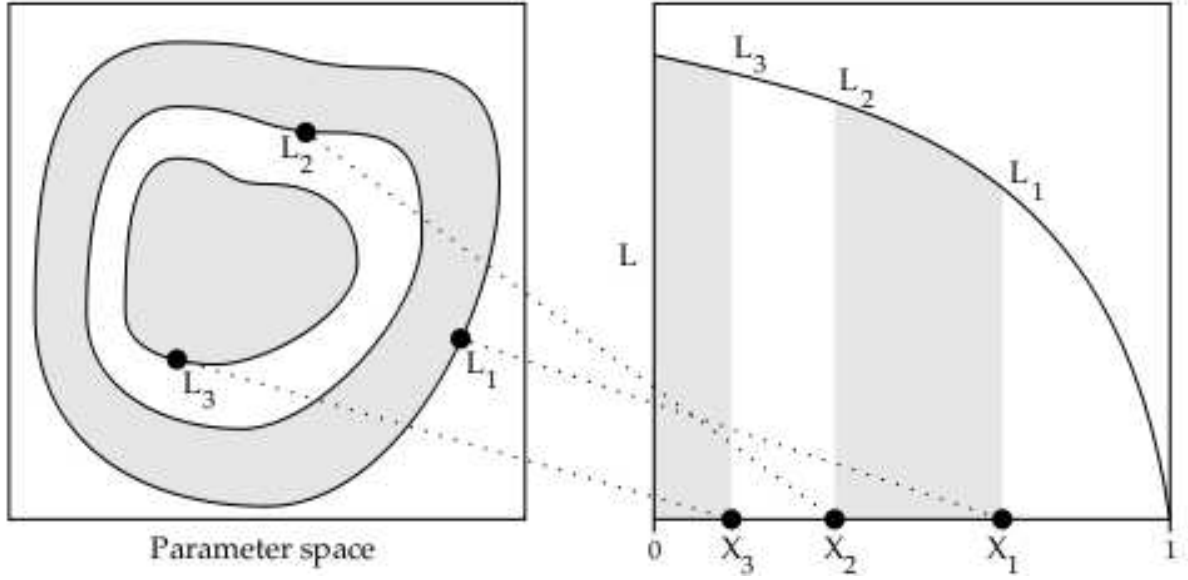 L₂
L₁
L₃
Parameter space
L₃
L₂
L₁
L
0 X₃ X₂ X₁ 1